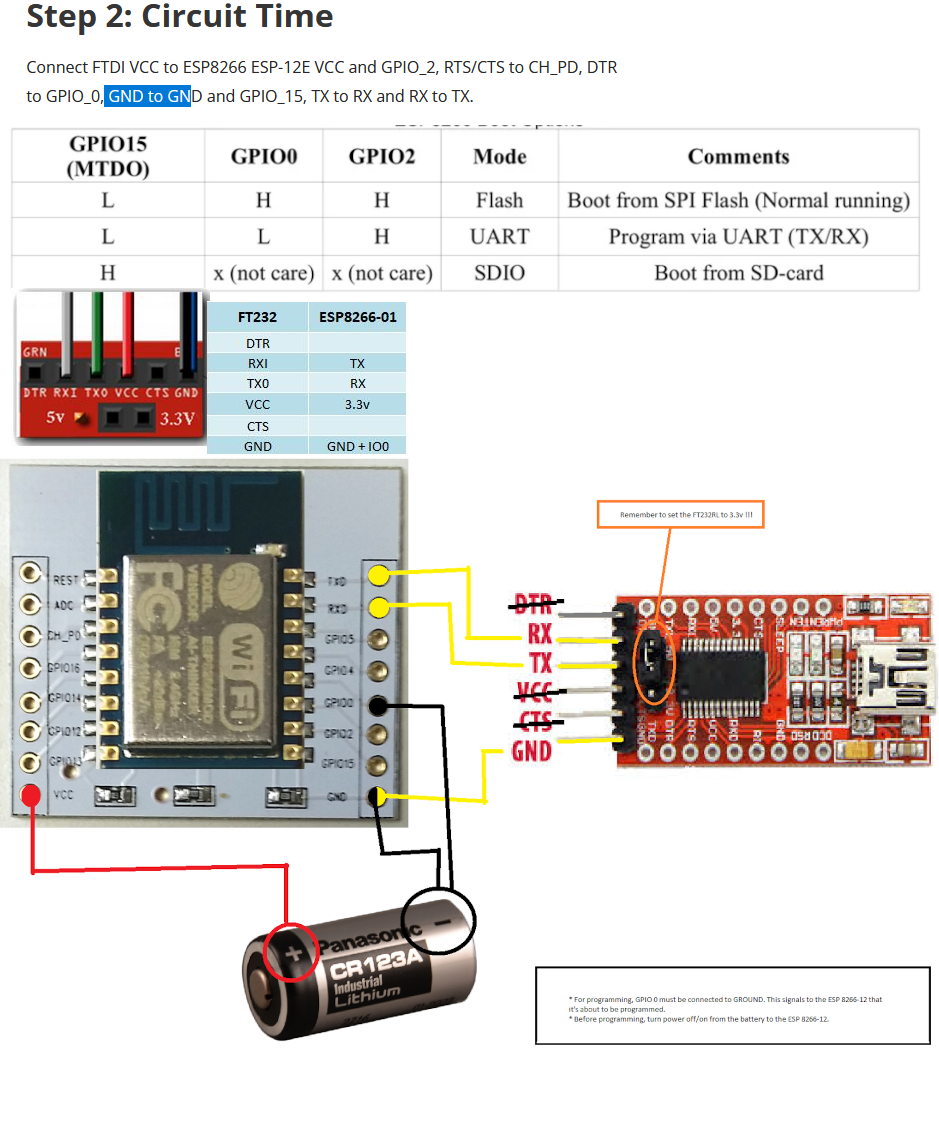 Step 2: Circuit Time
Connect FTDI VCC to ESP8266 ESP-12E VCC and GPIO_2, RTS/CTS to CH_PD, DTR
to GPIO_0, GND to GND and GPIO_15, TX to RX and RX to TX.
GPIO15 (MTDO) GPIO0 GPIO2 Mode Comments
L H H Flash Boot from SPI Flash (Normal running)
L L H UART Program via UART (TX/RX)
H x (not care) x (not care) SDIO Boot from SD-card
GRN
DTR RXI TXO VCC CTS GND
5v 3.3V
FT232 ESP8266-01
DTR
RXI TX
TX0 RX
VCC 3.3v
CTS
GND GND + IO0
REST
ADC
CH_PD
GPIO16
GPIO14
GPIO12
GPIO13
VCC
WiFi
FC
TXD
RXD
GPIO5
GPIO4
GPIO0
GPIO2
GPIO15
GND
Remember to set the FT232RL to 3.3v !!!
DTR
RX
TX
VCC
CTS
GND
CTS
SLEEP
TXD
DTR
RTS
GND
Panasonic
CR123A
Industrial
Lithium
+
−
* For programming, GPIO 0 must be connected to GROUND. This signals to the ESP 8266-12 that
it's about to be programmed.
* Before programming, turn power off/on from the battery to the ESP 8266-12.